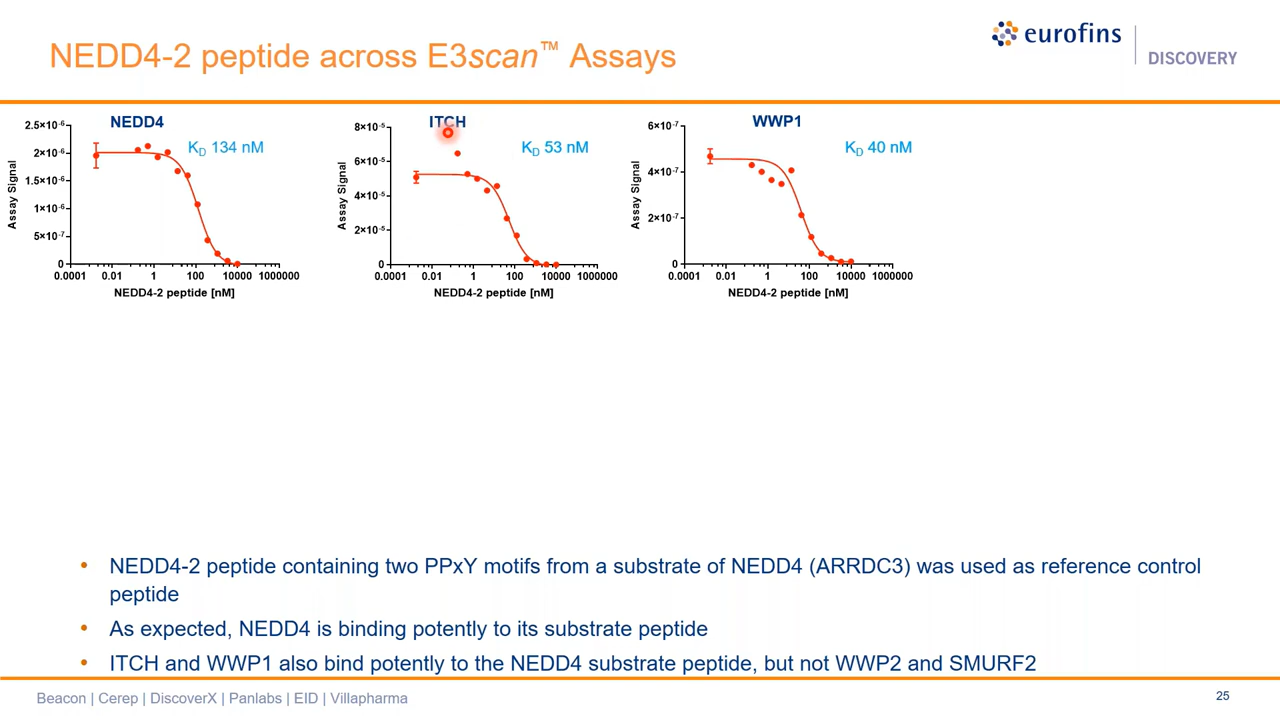 NEDD4-2 peptide across E3scan™ Assays
eurofins
DISCOVERY
NEDD4
K_D 134 nM
Assay Signal
2.5×10⁻⁶
2×10⁻⁶
1.5×10⁻⁶
1×10⁻⁶
5×10⁻⁷
0
0.0001 0.01 1 100 10000 1000000
NEDD4-2 peptide [nM]
ITCH
K_D 53 nM
Assay Signal
8×10⁻⁵
6×10⁻⁵
4×10⁻⁵
2×10⁻⁵
0
0.0001 0.01 1 100 10000 1000000
NEDD4-2 peptide [nM]
WWP1
K_D 40 nM
Assay Signal
6×10⁻⁷
4×10⁻⁷
2×10⁻⁷
0
0.0001 0.01 1 100 10000 1000000
NEDD4-2 peptide [nM]
• NEDD4-2 peptide containing two PPxY motifs from a substrate of NEDD4 (ARRDC3) was used as reference control
peptide
• As expected, NEDD4 is binding potently to its substrate peptide
• ITCH and WWP1 also bind potently to the NEDD4 substrate peptide, but not WWP2 and SMURF2
Beacon | Cerep | DiscoverX | Panlabs | EID | Villapharma
25